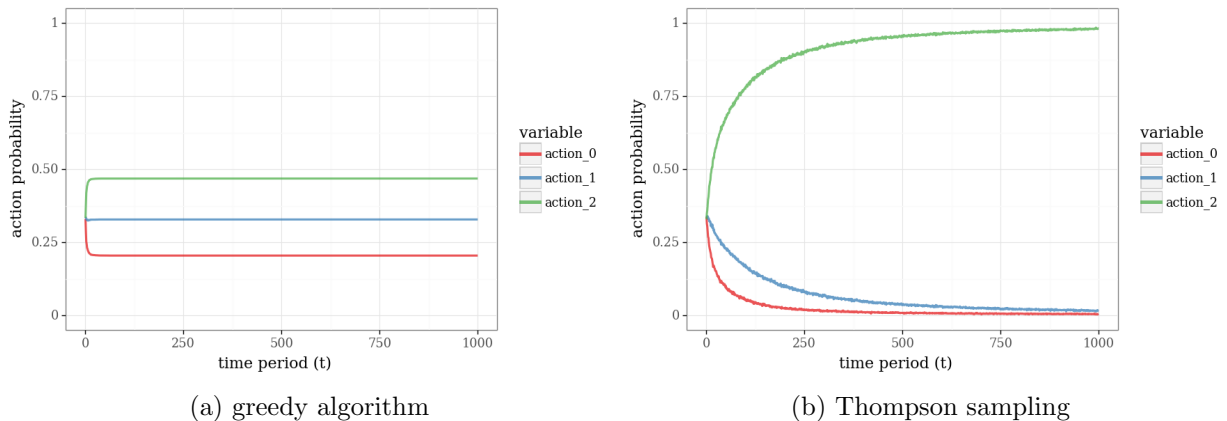 1
0.75
0.50
0.25
0
action probability
0
250
500
750
1000
time period (t)
variable
action_0
action_1
action_2
(a) greedy algorithm
1
0.75
0.50
0.25
0
action probability
0
250
500
750
1000
time period (t)
variable
action_0
action_1
action_2
(b) Thompson sampling